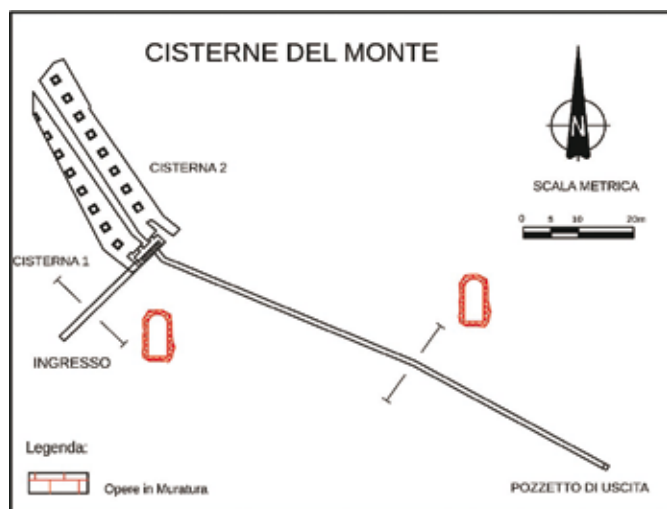 CISTERNE DEL MONTE
N
CISTERNA 2
SCALA METRICA
0 5 10 20m
CISTERNA 1
INGRESSO
Legenda:
Opere in Muratura
POZZETTO DI USCITA